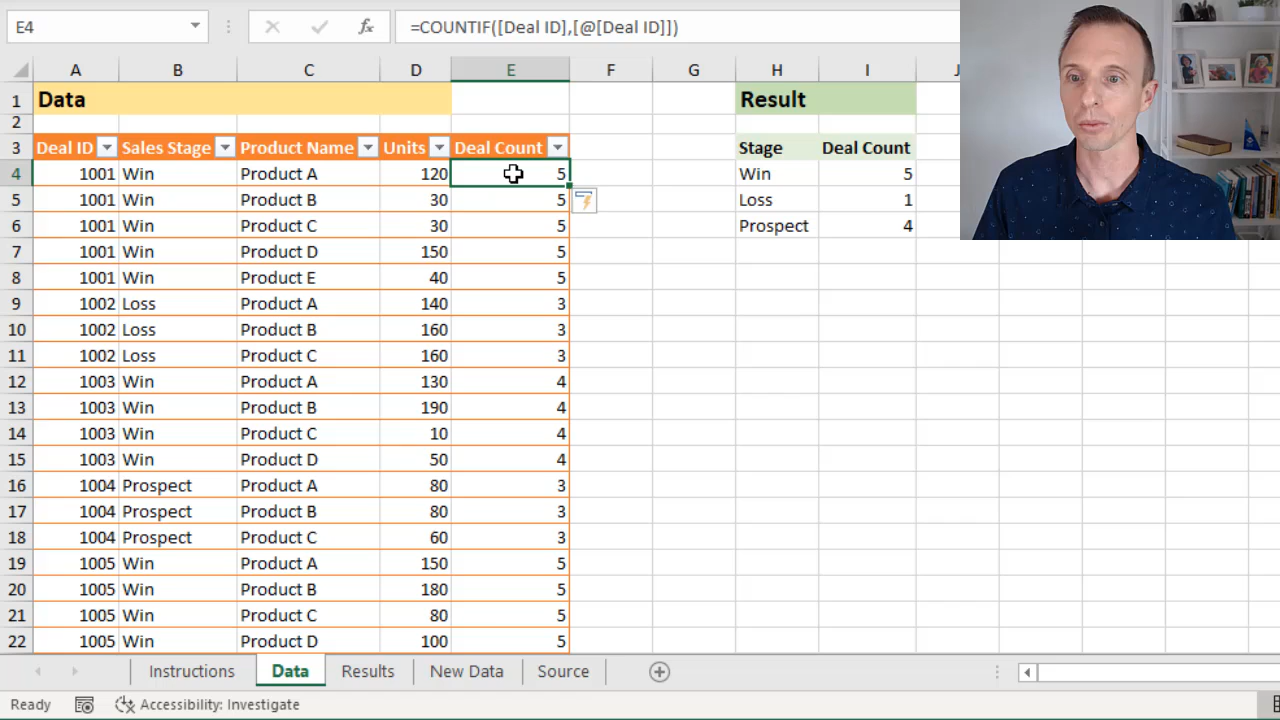 E4 fx =COUNTIF([Deal ID],[@[Deal ID]])
A B C D E F G H I J
1 Data Result
2
3 Deal ID Sales Stage Product Name Units Deal Count Stage Deal Count
4 1001 Win Product A 120 5 Win 5
5 1001 Win Product B 30 5 Loss 1
6 1001 Win Product C 30 5 Prospect 4
7 1001 Win Product D 150 5
8 1001 Win Product E 40 5
9 1002 Loss Product A 140 3
10 1002 Loss Product B 160 3
11 1002 Loss Product C 160 3
12 1003 Win Product A 130 4
13 1003 Win Product B 190 4
14 1003 Win Product C 10 4
15 1003 Win Product D 50 4
16 1004 Prospect Product A 80 3
17 1004 Prospect Product B 80 3
18 1004 Prospect Product C 60 3
19 1005 Win Product A 150 5
20 1005 Win Product B 180 5
21 1005 Win Product C 80 5
22 1005 Win Product D 100 5
Instructions Data Results New Data Source
Ready Accessibility: Investigate